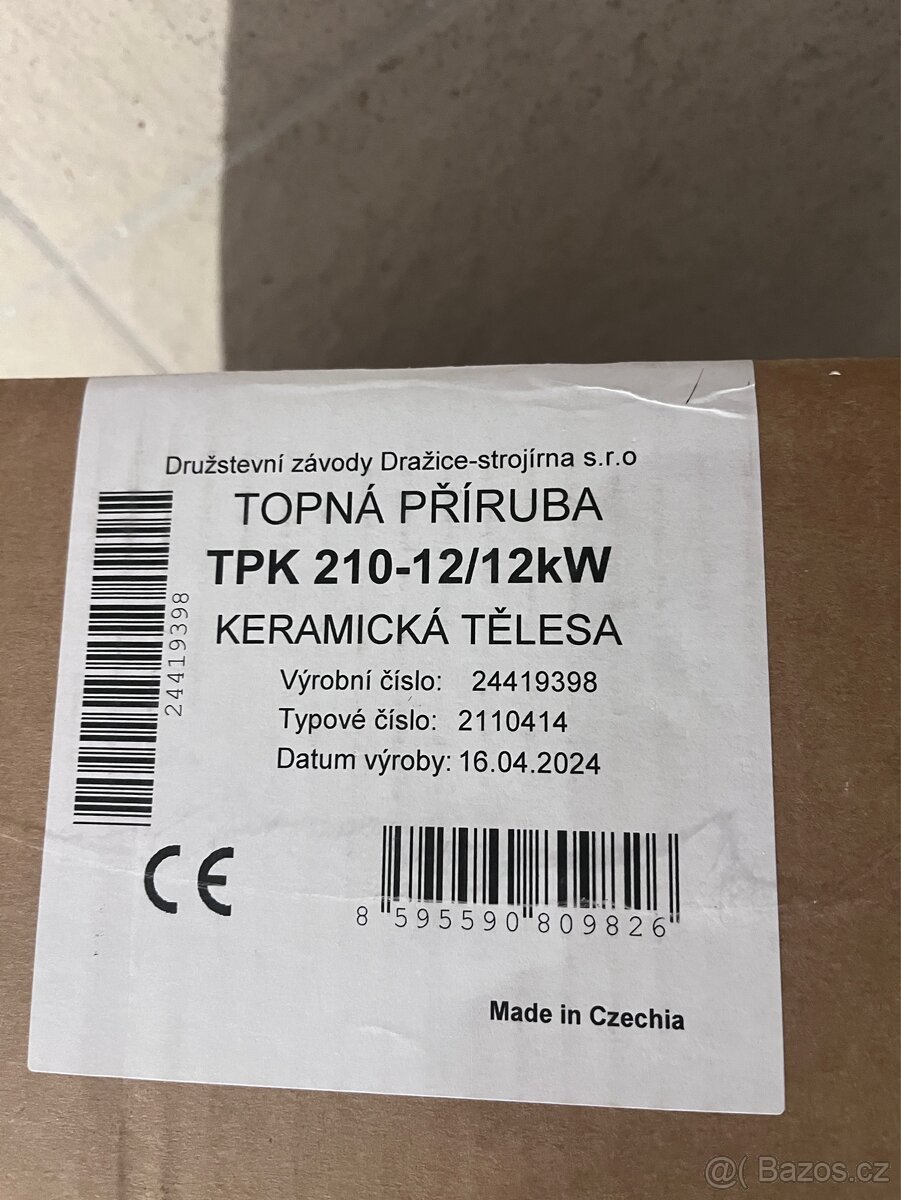 Družstevní závody Dražice-strojírna s.r.o
TOPNÁ PŘÍRUBA
TPK 210-12/12kW
KERAMICKÁ TĚLESA
Výrobní číslo: 24419398
Typové číslo: 2110414
Datum výroby: 16.04.2024
24419398
CE
8 595590 809826
Made in Czechia
@( Bazos.cz